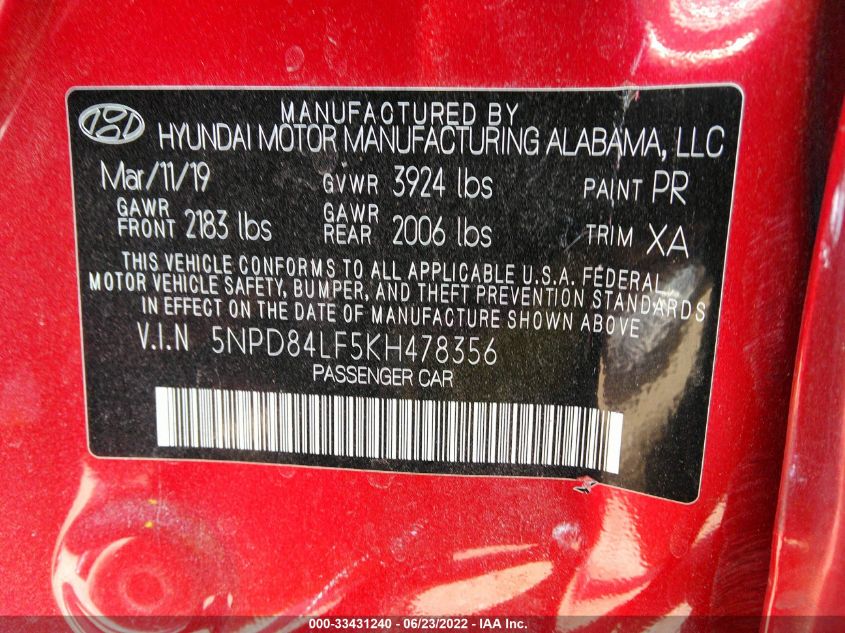 MANUFACTURED BY
HYUNDAI MOTOR MANUFACTURING ALABAMA, LLC
Mar/11/19 GVWR 3924 lbs PAINT PR
GAWR FRONT 2183 lbs GAWR REAR 2006 lbs TRIM XA
THIS VEHICLE CONFORMS TO ALL APPLICABLE U.S.A. FEDERAL
MOTOR VEHICLE SAFETY, BUMPER, AND THEFT PREVENTION STANDARDS
IN EFFECT ON THE DATE OF MANUFACTURE SHOWN ABOVE
V.I.N 5NPD84LF5KH478356
PASSENGER CAR
000-33431240 - 06/23/2022 - IAA Inc.